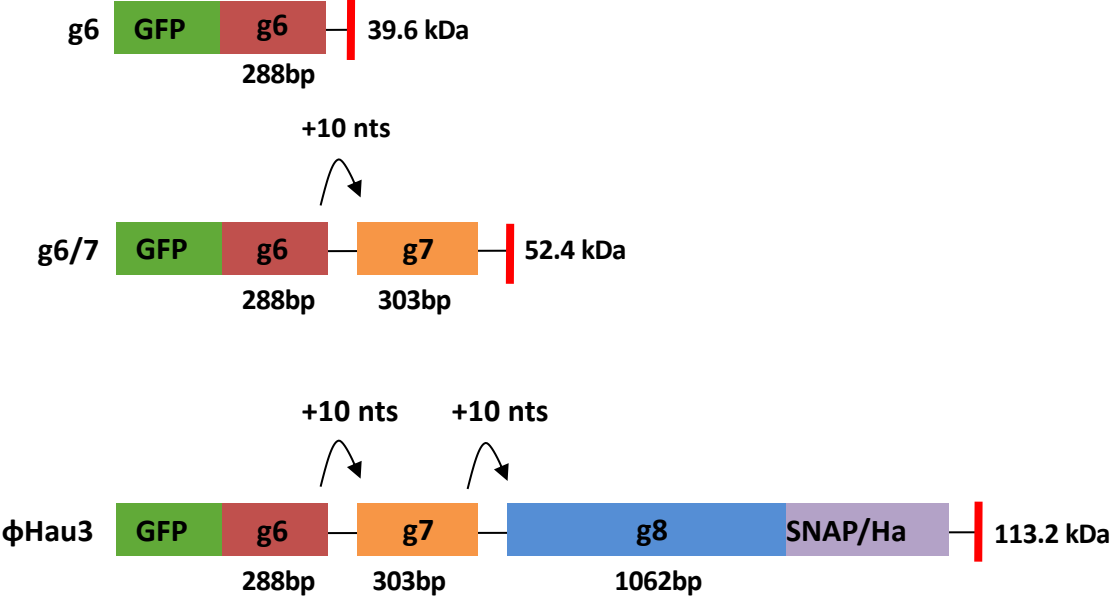 g6 GFP g6 39.6 kDa
288bp
+10 nts
g6/7 GFP g6 g7 52.4 kDa
288bp 303bp
+10 nts +10 nts
ϕHau3 GFP g6 g7 g8 SNAP/Ha 113.2 kDa
288bp 303bp 1062bp